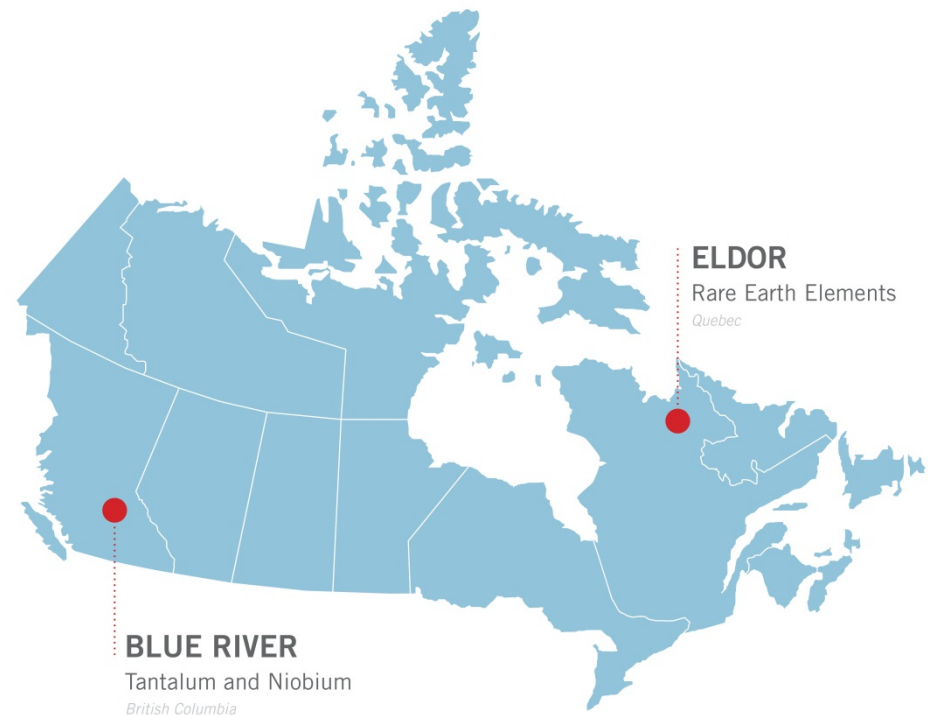 ELDOR
Rare Earth Elements
Quebec
BLUE RIVER
Tantalum and Niobium
British Columbia